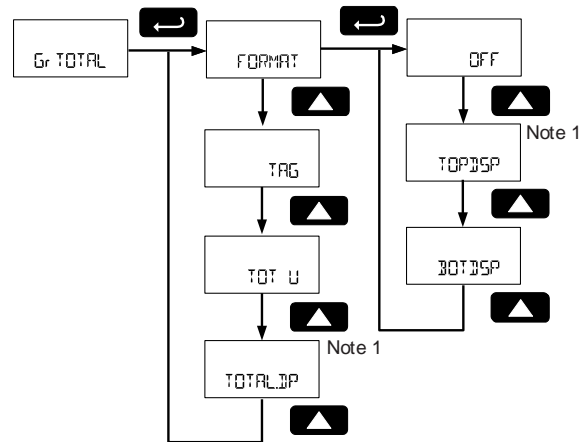 Gr TOTAL
FORMAT
OFF
Note 1
TAG
TOPDSP
TOT U
BOTDSP
Note 1
TOTAL.DP